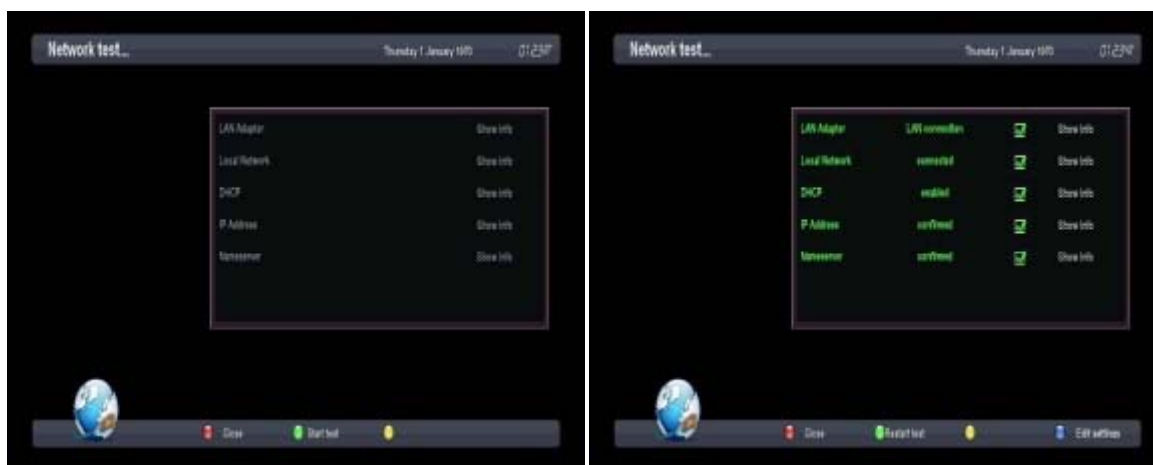 Network test...
Thursday 1 January 1970
LAN Adapter Show Info
Local Network Show Info
DHCP Show Info
IP Address Show Info
Nameserver Show Info
Close Start test
Network test...
Thursday 1 January 1970
LAN Adapter LAN connection Show Info
Local Network connected Show Info
DHCP enabled Show Info
IP Address confirmed Show Info
Nameserver confirmed Show Info
Close Restart test Edit settings